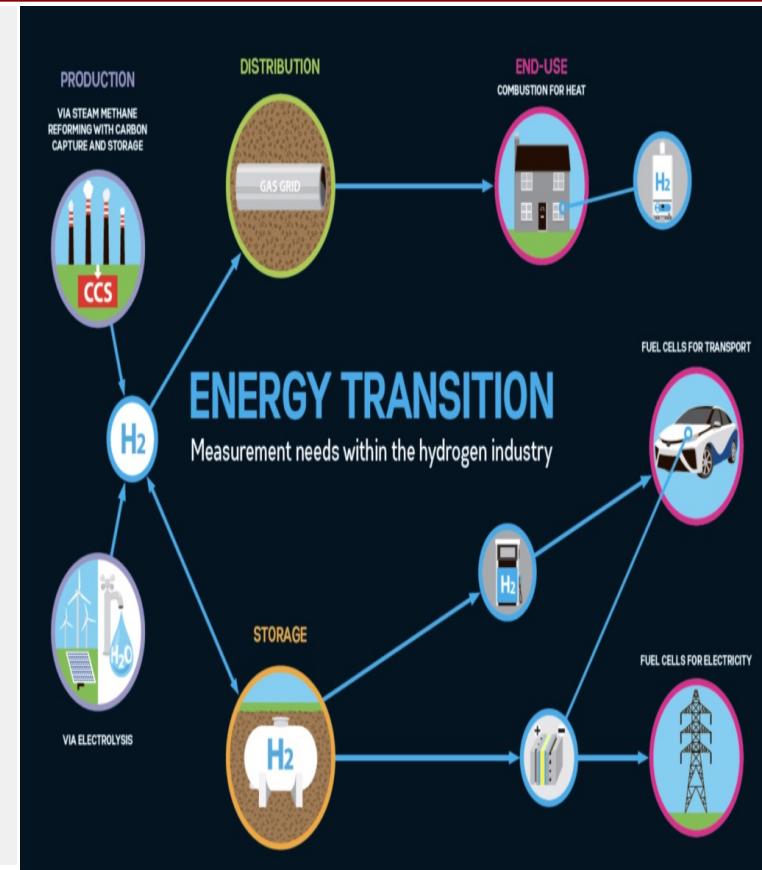 PRODUCTION
VIA STEAM METHANE
REFORMING WITH CARBON
CAPTURE AND STORAGE
CCS
DISTRIBUTION
GAS GRID
END-USE
COMBUSTION FOR HEAT
H2
H2
ENERGY TRANSITION
Measurement needs within the hydrogen industry
FUEL CELLS FOR TRANSPORT
H2O
VIA ELECTROLYSIS
STORAGE
H2
H2
+ −
FUEL CELLS FOR ELECTRICITY